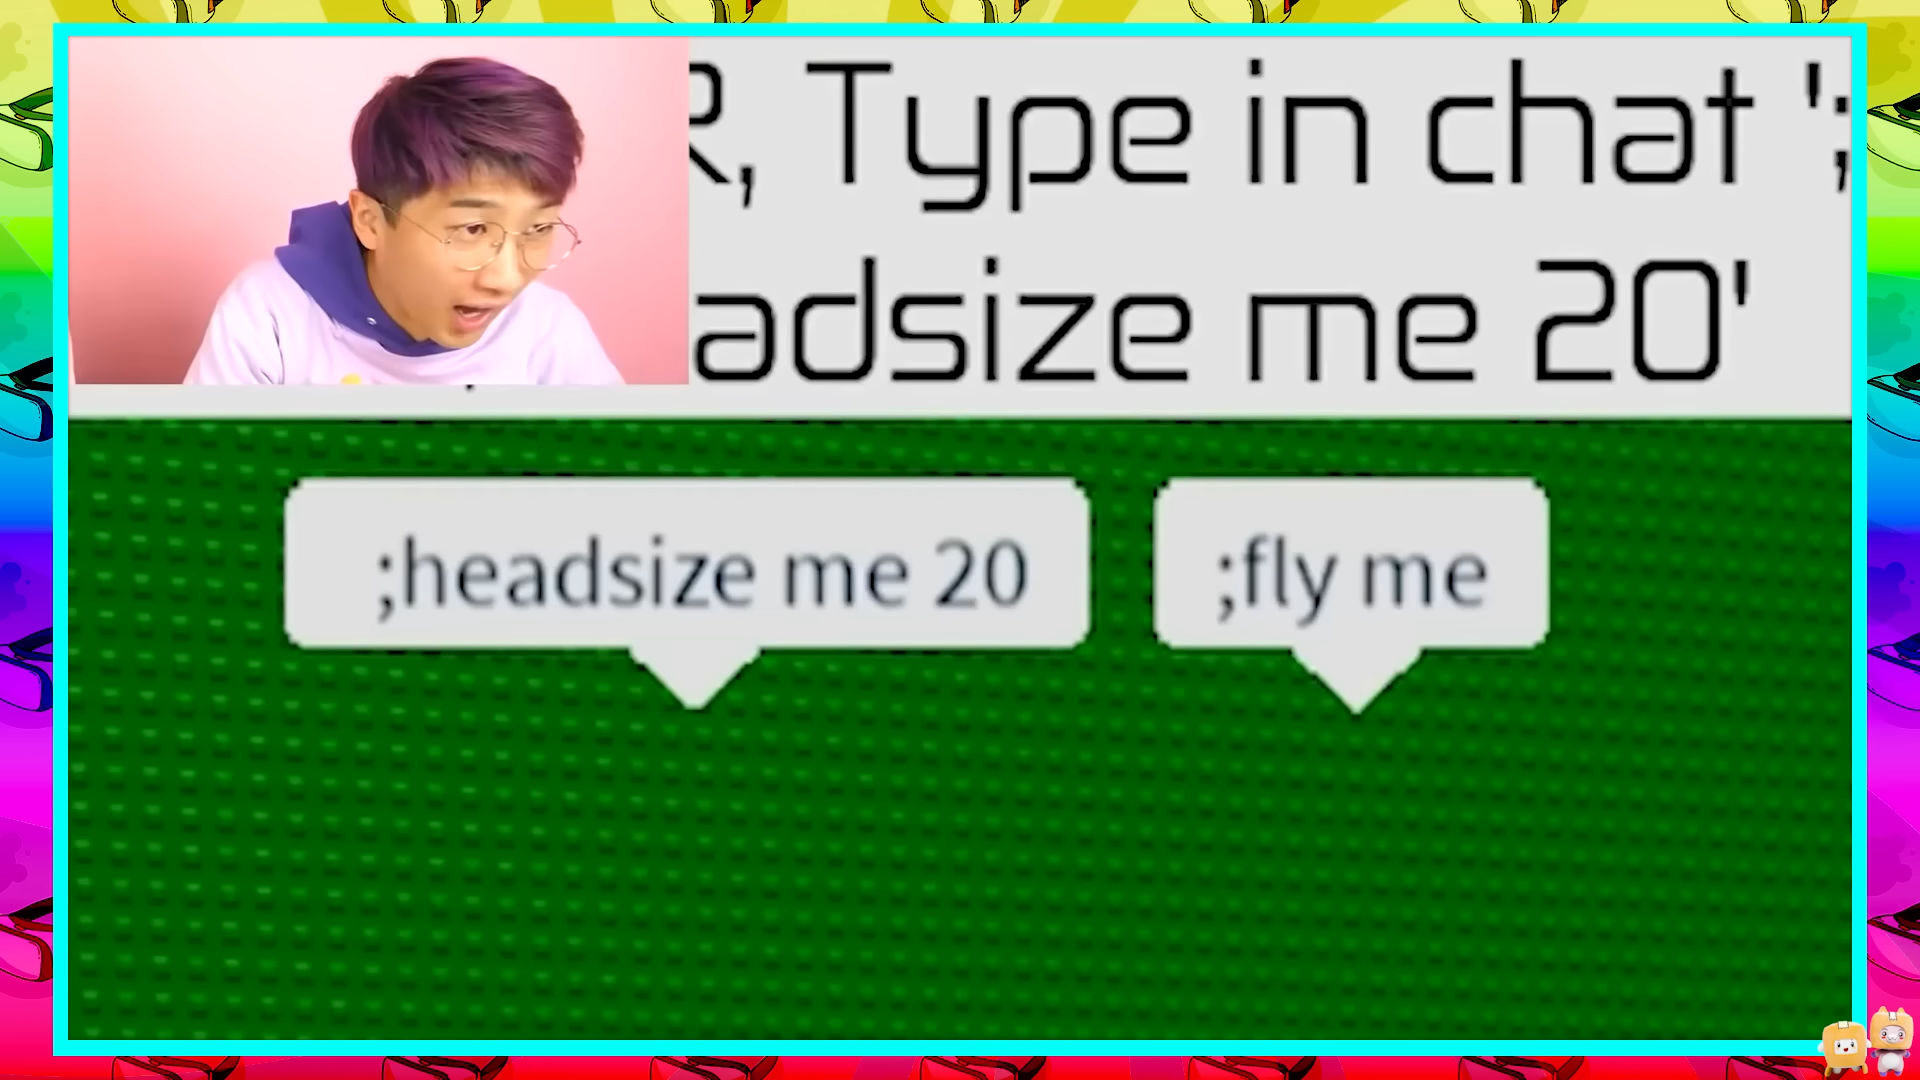 , Type in chat ';
adsize me 20'
;headsize me 20
;fly me